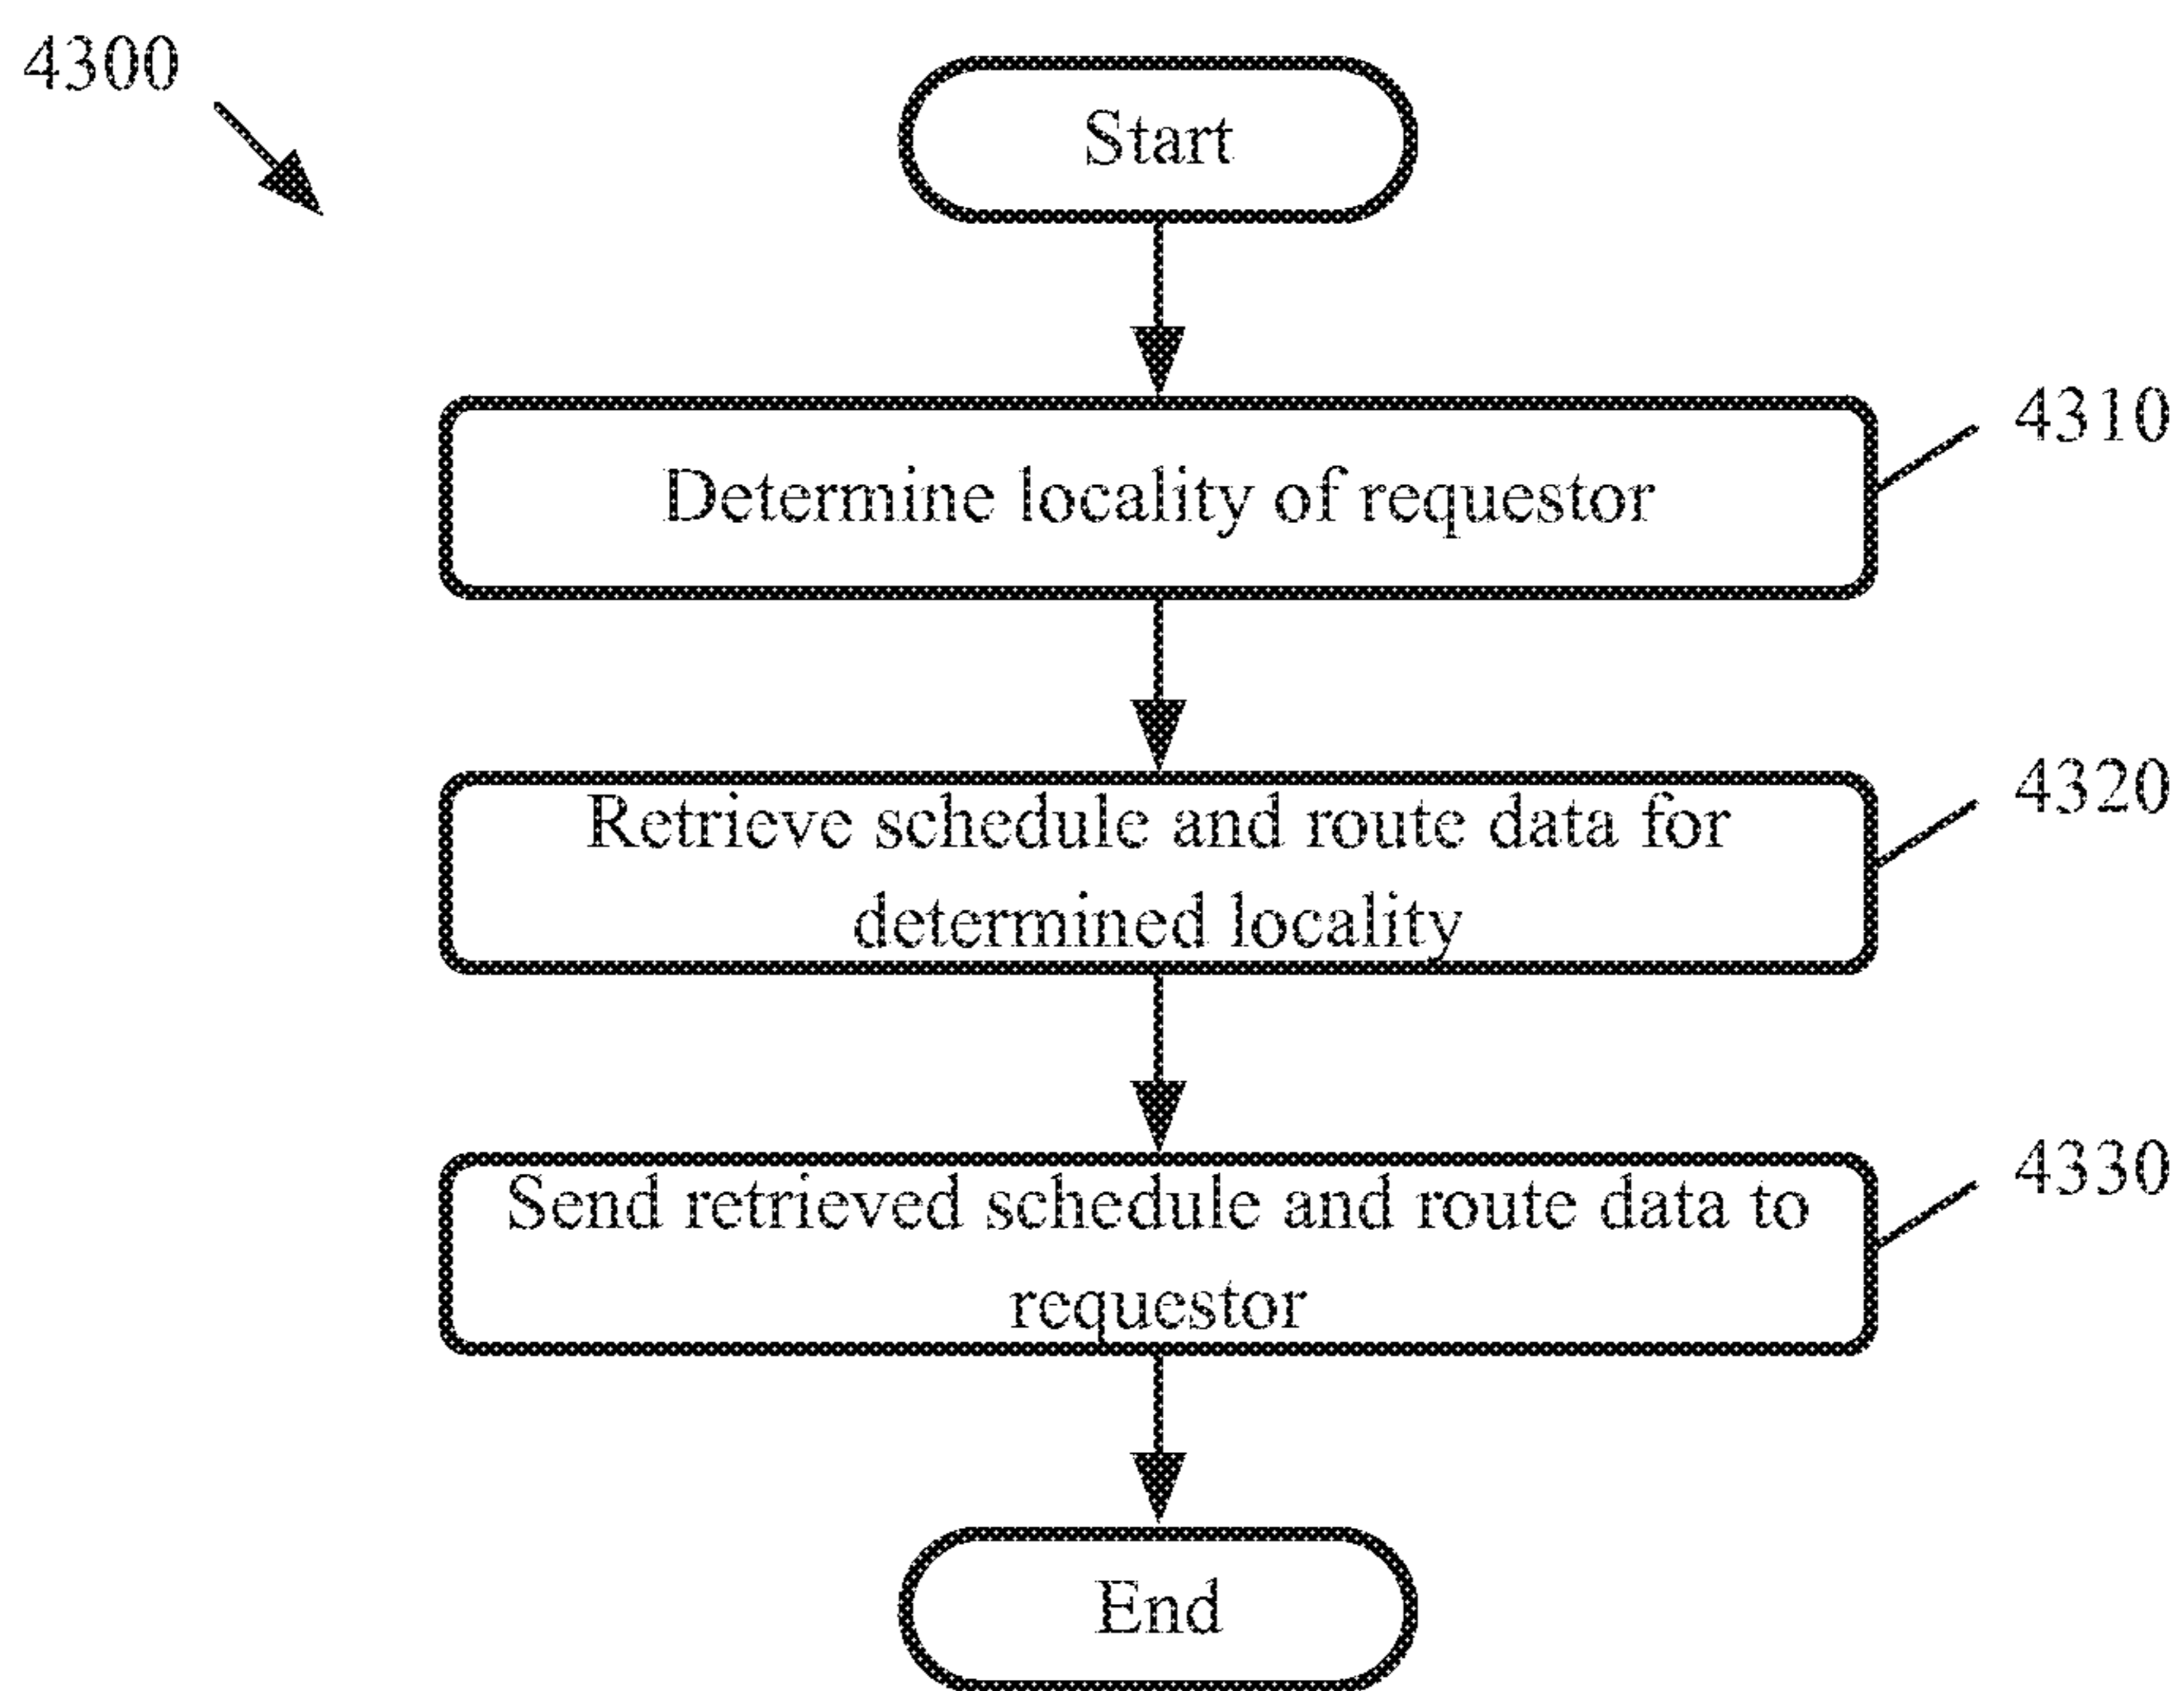 4300
Start
Determine locality of requestor
4310
Retrieve schedule and route data for
determined locality
4320
Send retrieved schedule and route data to
requestor
4330
End